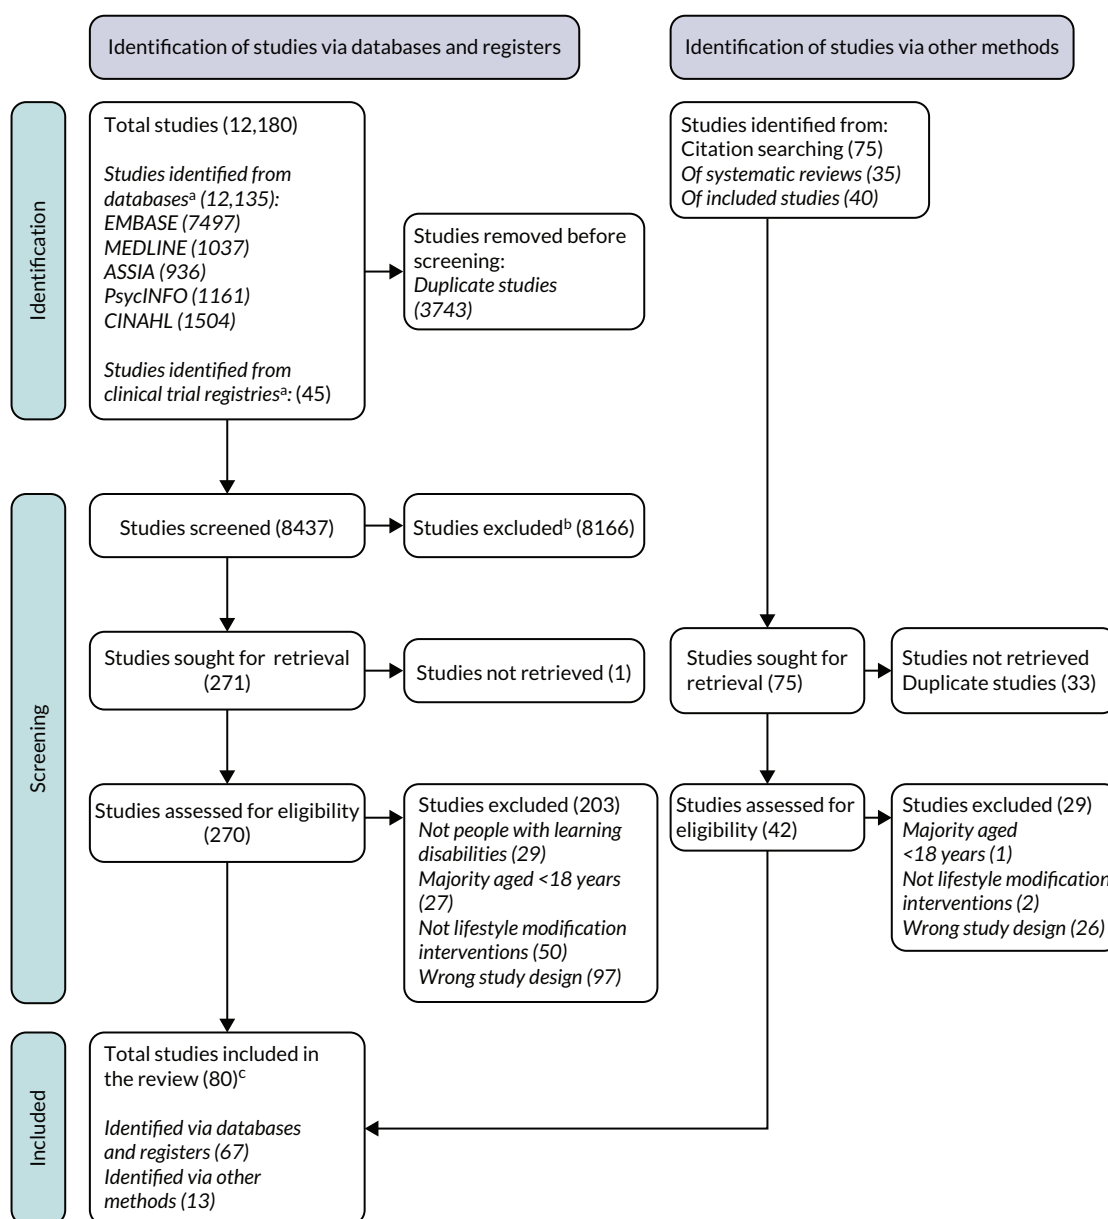 Identification of studies via databases and registers
Identification of studies via other methods
Identification
Total studies (12,180)
Studies identified from
databasesᵃ (12,135):
EMBASE (7497)
MEDLINE (1037)
ASSIA (936)
PsycINFO (1161)
CINAHL (1504)
Studies identified from
clinical trial registriesᵃ: (45)
Studies removed before
screening:
Duplicate studies
(3743)
Studies identified from:
Citation searching (75)
Of systematic reviews (35)
Of included studies (40)
Screening
Studies screened (8437)
Studies excludedᵇ (8166)
Studies sought for retrieval
(271)
Studies not retrieved (1)
Studies sought for
retrieval (75)
Studies not retrieved
Duplicate studies (33)
Studies assessed for eligibility
(270)
Studies excluded (203)
Not people with learning
disabilities (29)
Majority aged <18 years
(27)
Not lifestyle modification
interventions (50)
Wrong study design (97)
Studies assessed for
eligibility (42)
Studies excluded (29)
Majority aged
<18 years (1)
Not lifestyle modification
interventions (2)
Wrong study design (26)
Included
Total studies included in
the review (80)ᶜ
Identified via databases
and registers (67)
Identified via other
methods (13)